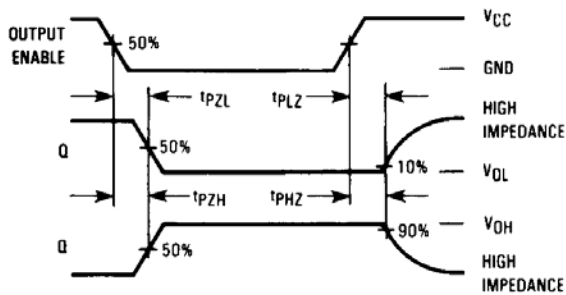 OUTPUT
ENABLE
50%
VCC
GND
tPZL
tPLZ
HIGH
IMPEDANCE
Q
50%
10%
VOL
tPZH
tPHZ
VOH
Q
50%
90%
HIGH
IMPEDANCE